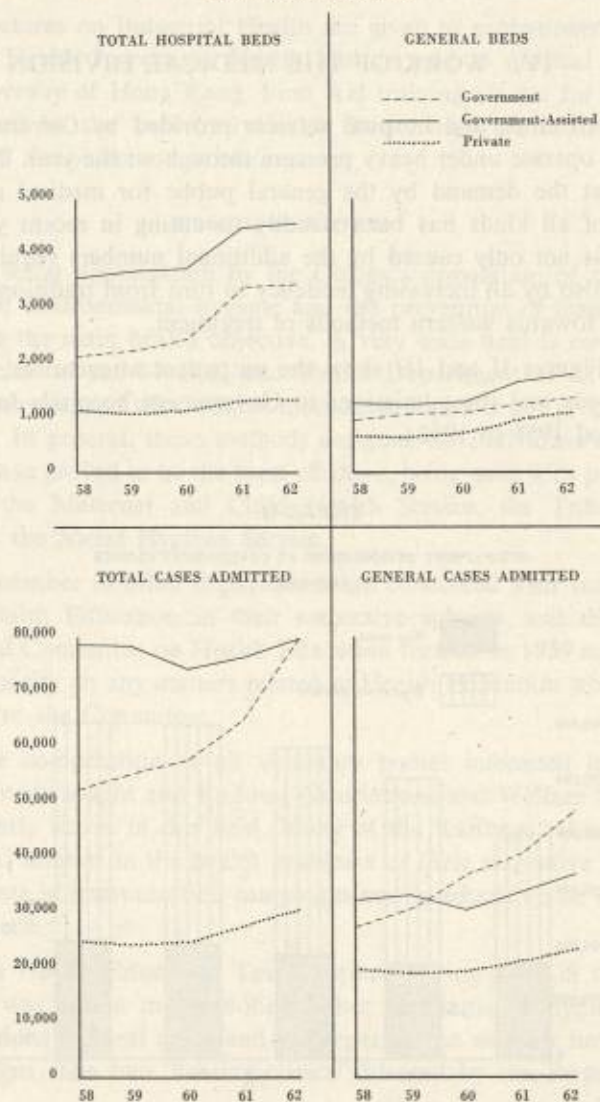 TOTAL HOSPITAL BEDS
GENERAL BEDS
Government
Government-Assisted
Private
5,000
4,000
3,000
2,000
1,000
0
58 59 60 61 62
58 59 60 61 62
TOTAL CASES ADMITTED
GENERAL CASES ADMITTED
80,000
70,000
60,000
50,000
40,000
30,000
20,000
10,000
0
58 59 60 61 62
58 59 60 61 62